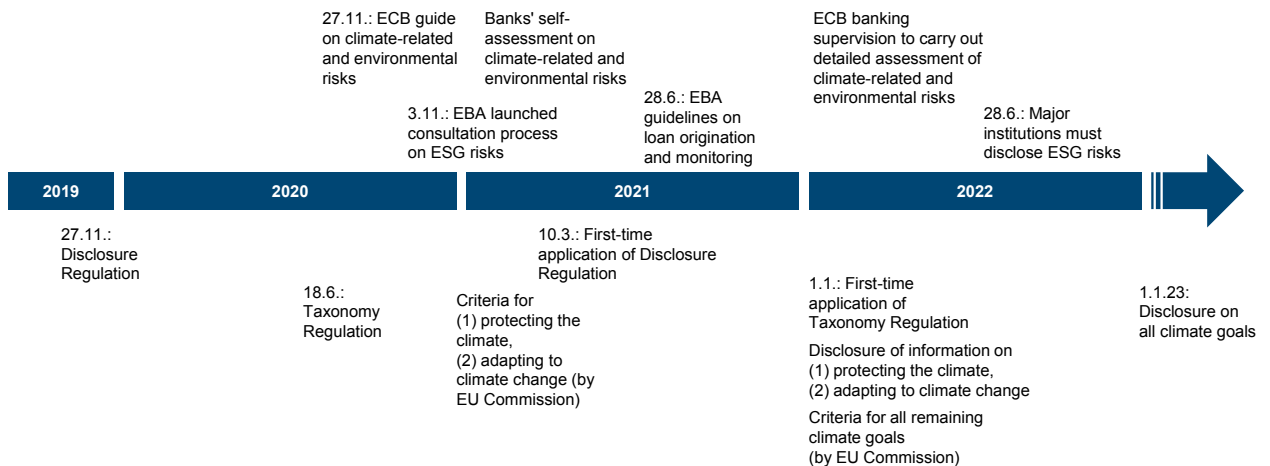 27.11.: ECB guide
on climate-related
and environmental
risks
Banks' self-
assessment on
climate-related and
environmental risks
ECB banking
supervision to carry out
detailed assessment of
climate-related and
environmental risks
3.11.: EBA launched
consultation process
on ESG risks
28.6.: EBA
guidelines on
loan origination
and monitoring
28.6.: Major
institutions must
disclose ESG risks
2019
2020
2021
2022
27.11.:
Disclosure
Regulation
18.6.:
Taxonomy
Regulation
10.3.: First-time
application of Disclosure
Regulation
Criteria for
(1) protecting the
climate,
(2) adapting to
climate change (by
EU Commission)
1.1.: First-time
application of
Taxonomy Regulation
Disclosure of information on
(1) protecting the climate,
(2) adapting to climate change
Criteria for all remaining
climate goals
(by EU Commission)
1.1.23:
Disclosure on
all climate goals